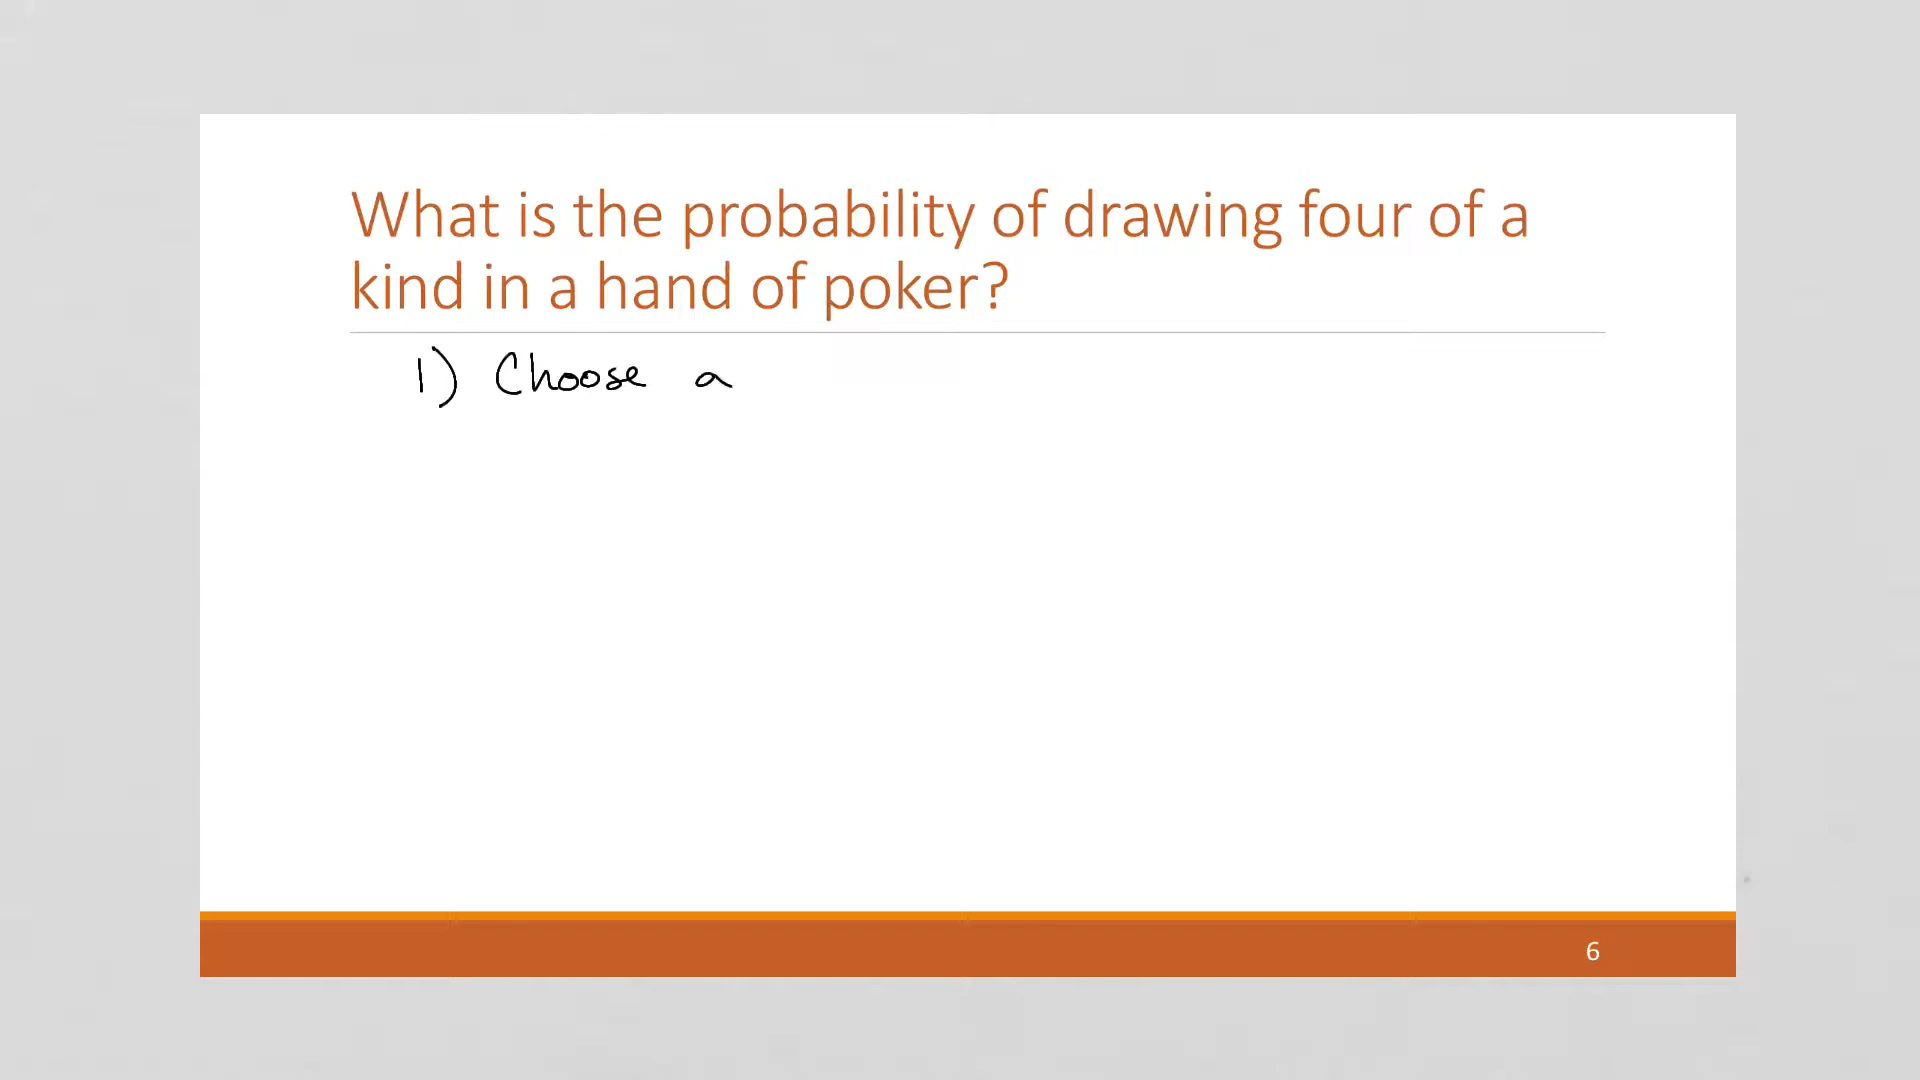 What is the probability of drawing four of a
kind in a hand of poker?
1) Choose a
6